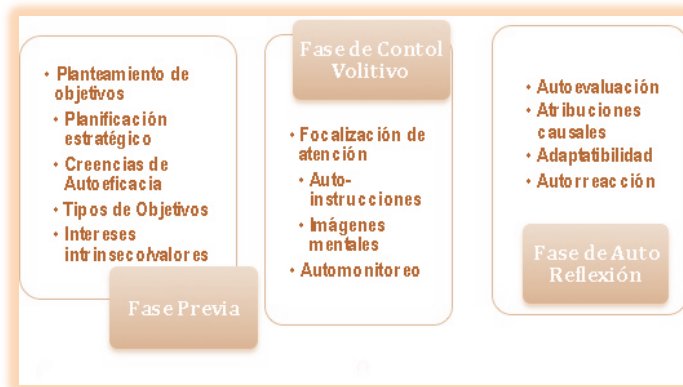 • Planteamiento de
objetivos
• Planificación
estratégico
• Creencias de
Autoeficacia
• Tipos de Objetivos
• Intereses
intrinseco/valores
Fase Previa
Fase de Contol
Volitivo
• Focalización de
atención
• Auto-
instrucciones
• Imágenes
mentales
• Automonitoreo
• Autoevaluación
• Atribuciones
causales
• Adaptatibilidad
• Autorreacción
Fase de Auto
Reflexión